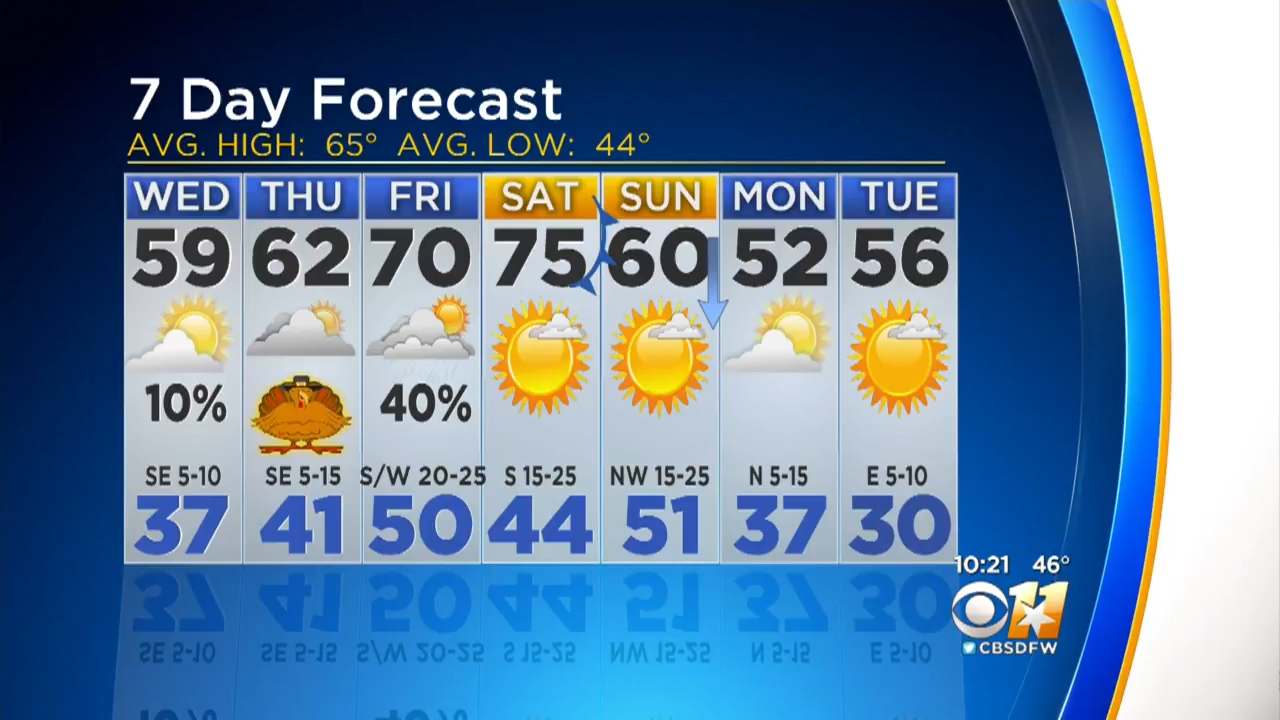 7 Day Forecast
AVG. HIGH: 65° AVG. LOW: 44°
WED THU FRI SAT SUN MON TUE
59 62 70 75 60 52 56
10% 40%
SE 5-10 SE 5-15 S/W 20-25 S 15-25 NW 15-25 N 5-15 E 5-10
37 41 50 44 51 37 30
10:21 46°
11
CBSDFW